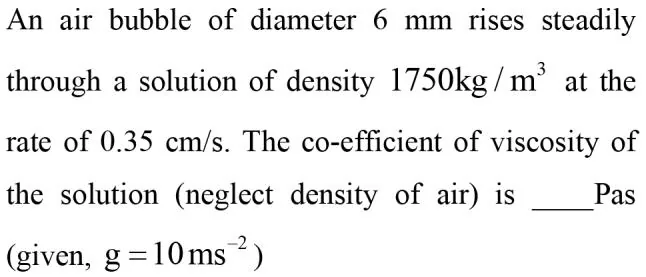 An air bubble of diameter 6 mm rises steadily
through a solution of density 1750kg / m³ at the
rate of 0.35 cm/s. The co-efficient of viscosity of
the solution (neglect density of air) is ____Pas
(given, g = 10 ms⁻²)